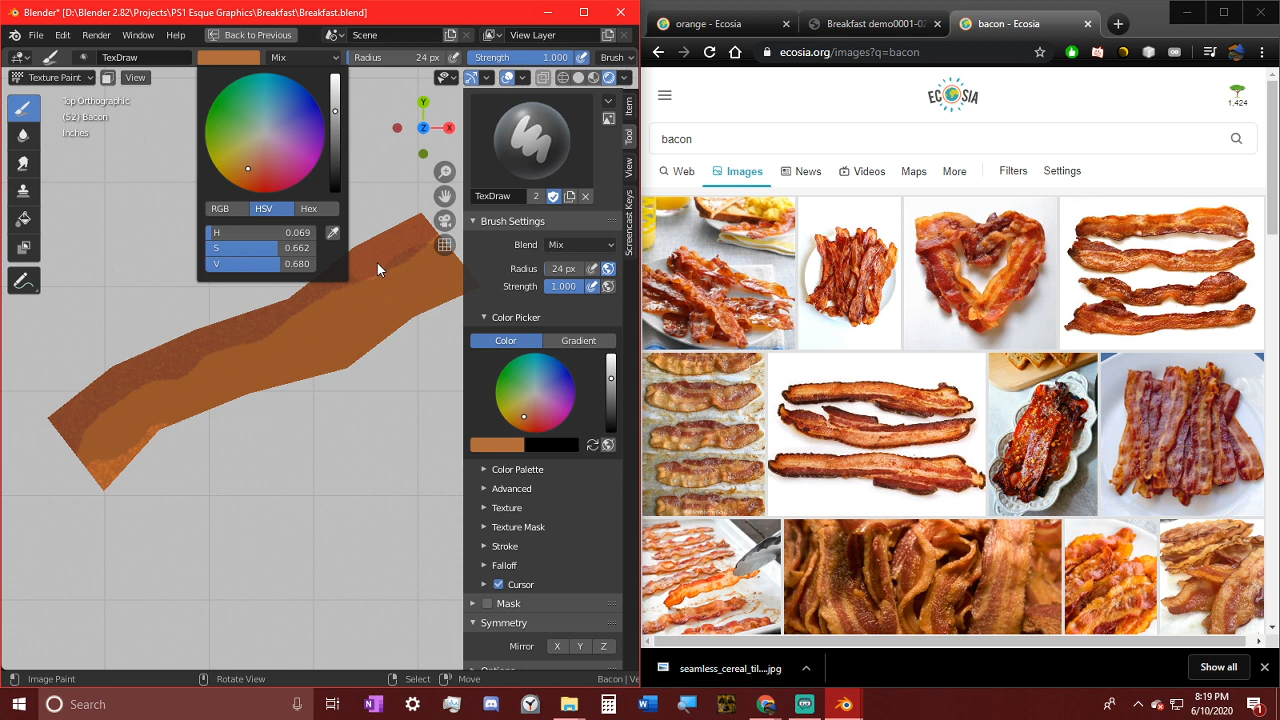 Blender* [D:\Blender 2.82\Projects\PS1 Esque Graphics\Breakfast\Breakfast.blend]
File Edit Render Window Help Back to Previous Scene View Layer
TexDraw Mix Radius 24 px Strength 1.000 Brush
Texture Paint View
Top Orthographic
(52) Bacon
Inches
RGB HSV Hex
H 0.069
S 0.662
V 0.680
Y
Z X
Item
Tool
View
Screencast Keys
TexDraw 2
Brush Settings
Blend Mix
Radius 24 px
Strength 1.000
Color Picker
Color Gradient
Color Palette
Advanced
Texture
Texture Mask
Stroke
Falloff
Cursor
Mask
Symmetry
Mirror X Y Z
Image Paint Rotate View Select Move Bacon | Ve
orange - Ecosia Breakfast demo0001-02 bacon - Ecosia
ecosia.org/images?q=bacon
ECOSIA
1,424
bacon
Web Images News Videos Maps More Filters Settings
seamless_cereal_til....jpg
Show all
Search
8:19 PM
6/10/2020
1